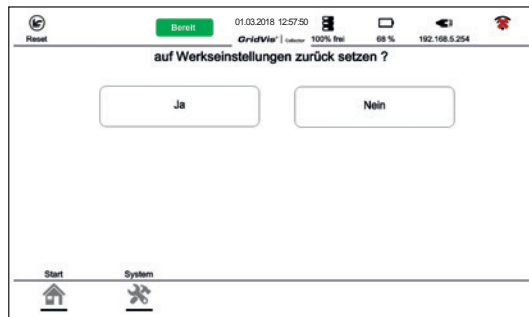 Reset
Bereit
01.03.2018 12:57:50
GridVis® | Collector
100% frei
68 %
192.168.5.254
auf Werkseinstellungen zurück setzen ?
Ja
Nein
Start
System